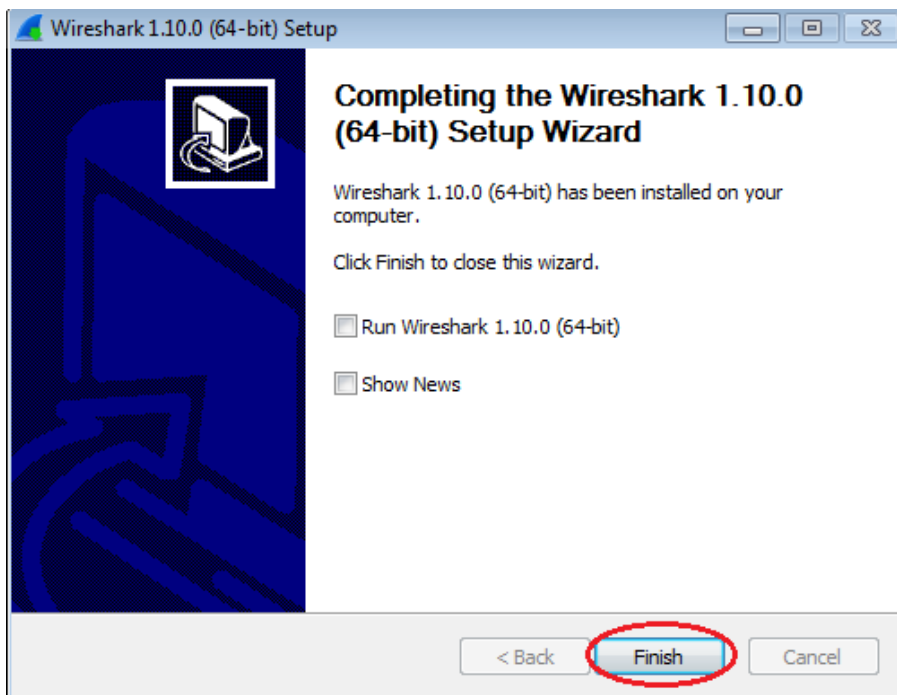 Wireshark 1.10.0 (64-bit) Setup
Completing the Wireshark 1.10.0
(64-bit) Setup Wizard
Wireshark 1.10.0 (64-bit) has been installed on your
computer.
Click Finish to close this wizard.
Run Wireshark 1.10.0 (64-bit)
Show News
< Back Finish Cancel